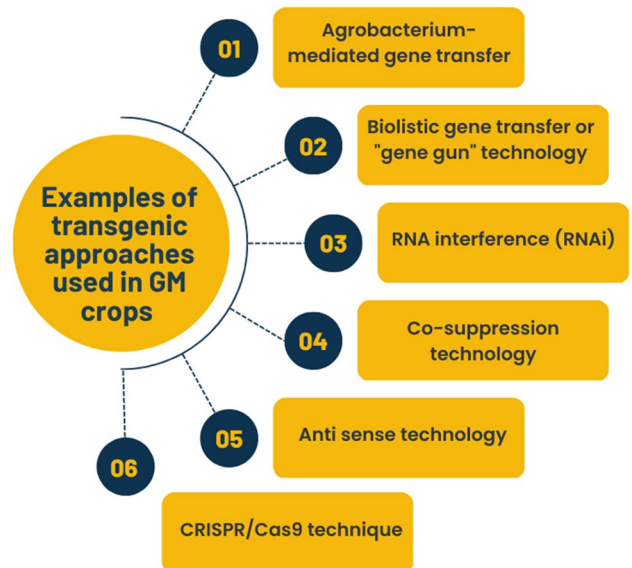 Examples of
transgenic
approaches
used in GM
crops
01
Agrobacterium-
mediated gene transfer
02
Biolistic gene transfer or
"gene gun" technology
03
RNA interference (RNAi)
04
Co-suppression
technology
05
Anti sense technology
06
CRISPR/Cas9 technique